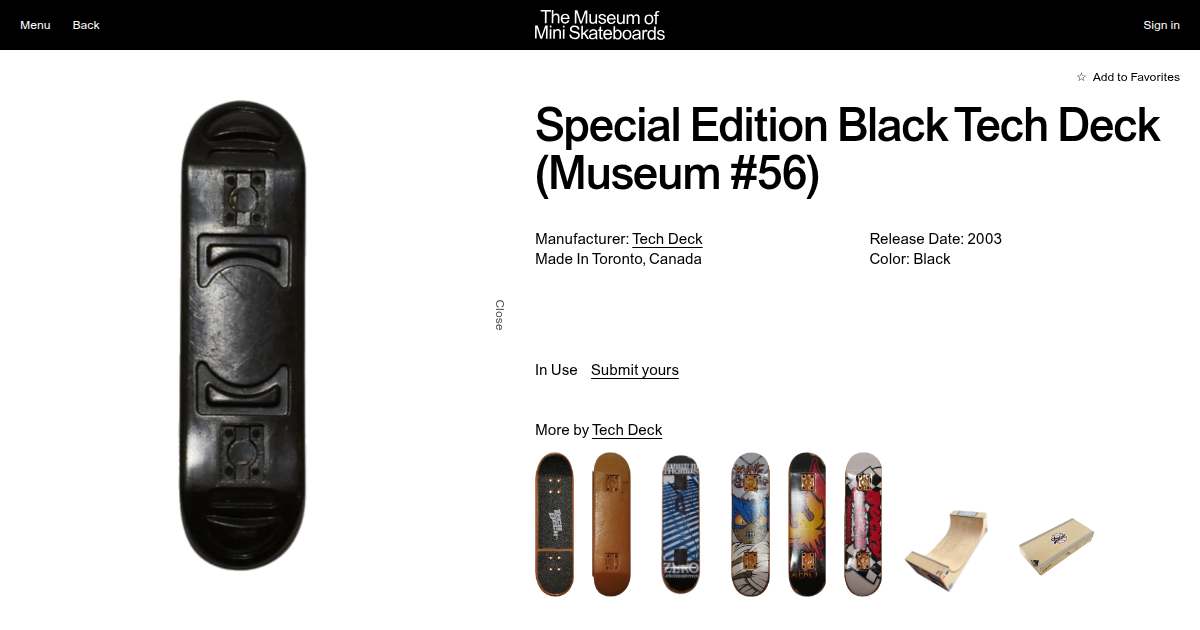 Menu Back
The Museum of
Mini Skateboards
Sign in
☆ Add to Favorites
Special Edition Black Tech Deck
(Museum #56)
Manufacturer: Tech Deck
Made In Toronto, Canada
Release Date: 2003
Color: Black
Close
In Use Submit yours
More by Tech Deck
ZERO